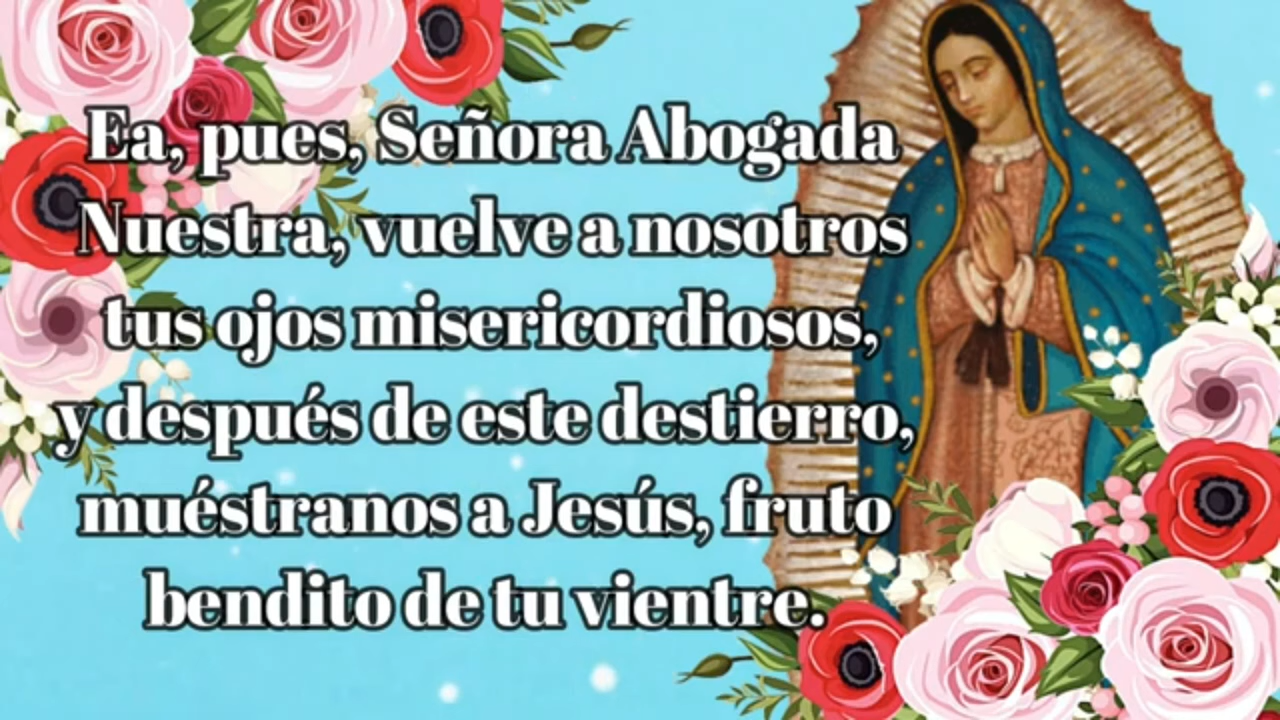 Ea, pues, Señora Abogada
Nuestra, vuelve a nosotros
tus ojos misericordiosos,
y después de este destierro,
muéstranos a Jesús, fruto
bendito de tu vientre.